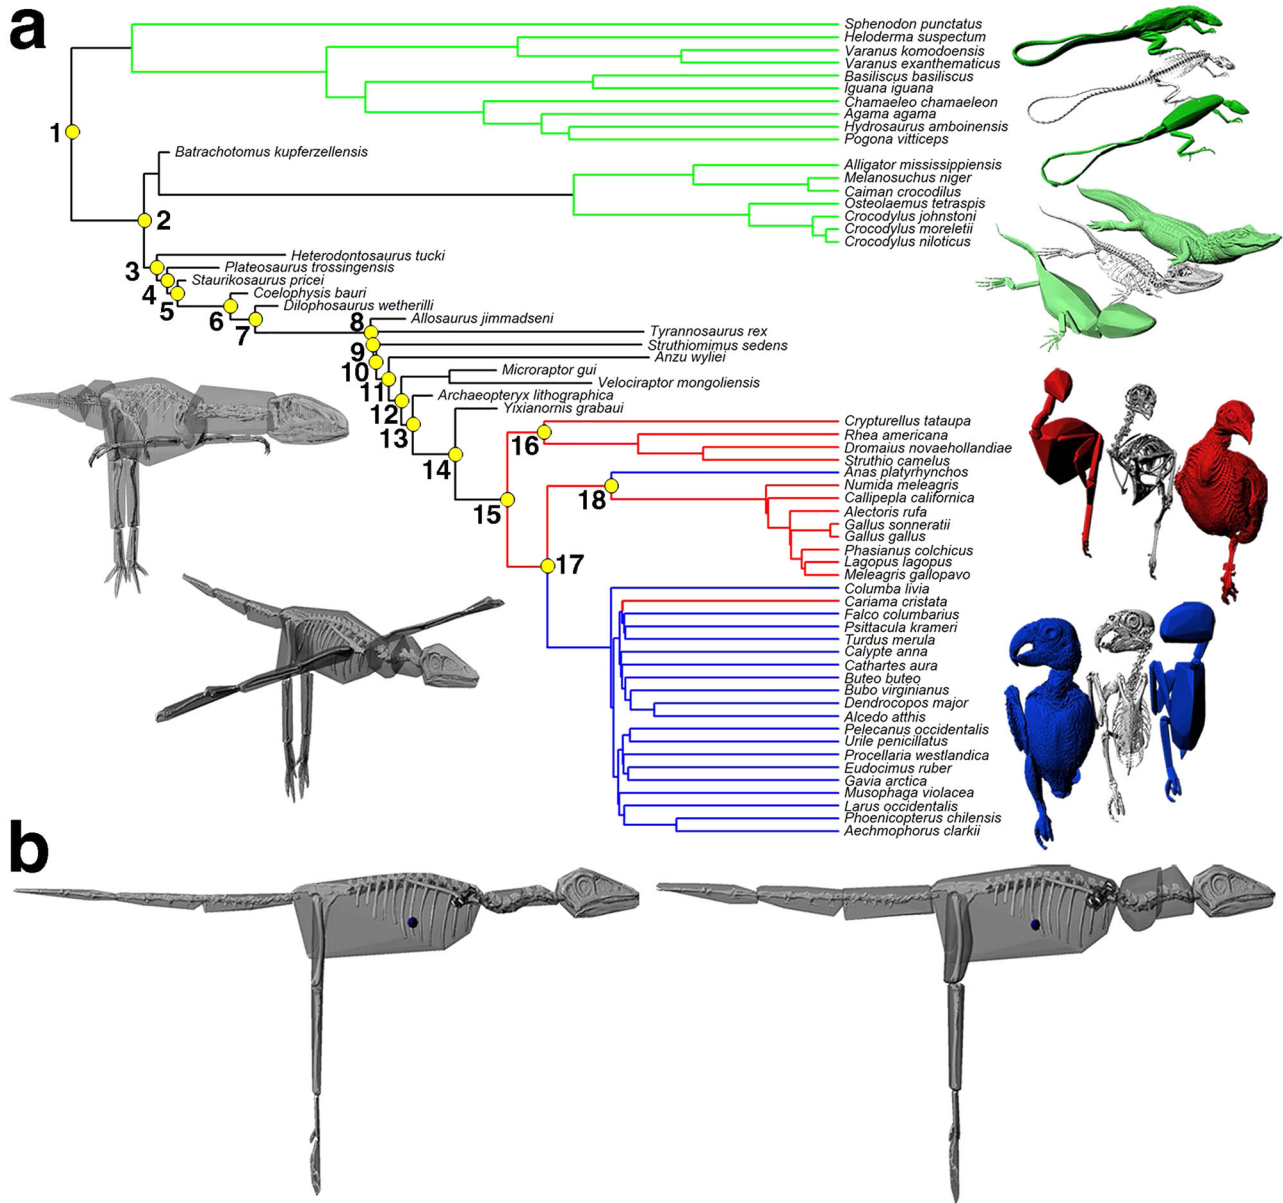 a
Sphenodon punctatus
Heloderma suspectum
Varanus komodoensis
Varanus exanthematicus
Basiliscus basiliscus
Iguana iguana
Chamaeleo chamaeleon
Agama agama
Hydrosaurus amboinensis
Pogona vitticeps
1
Batrachotomus kupferzellensis
Alligator mississippiensis
Melanosuchus niger
Caiman crocodilus
Osteolaemus tetraspis
Crocodylus johnstoni
Crocodylus moreletii
Crocodylus niloticus
2
Heterodontosaurus tucki
3
Plateosaurus trossingensis
Staurikosaurus pricei
4
Coelophysis bauri
5
Dilophosaurus wetherilli
6
Allosaurus jimmadseni
7
8
Tyrannosaurus rex
Struthiomimus sedens
9
Anzu wyliei
10
Microraptor gui
11
Velociraptor mongoliensis
Archaeopteryx lithographica
12
Yixianornis grabaui
13
Crypturellus tataupa
16
Rhea americana
Dromaius novaehollandiae
14
Struthio camelus
Anas platyrhynchos
Numida meleagris
18
Callipepla californica
15
Alectoris rufa
Gallus sonneratii
Gallus gallus
Phasianus colchicus
17
Lagopus lagopus
Meleagris gallopavo
Columba livia
Cariama cristata
Falco columbarius
Psittacula krameri
Turdus merula
Calypte anna
Cathartes aura
Buteo buteo
Bubo virginianus
Dendrocopos major
Alcedo atthis
Pelecanus occidentalis
Urile penicillatus
Procellaria westlandica
Eudocimus ruber
Gavia arctica
Musophaga violacea
Larus occidentalis
Phoenicopterus chilensis
Aechmophorus clarkii
b